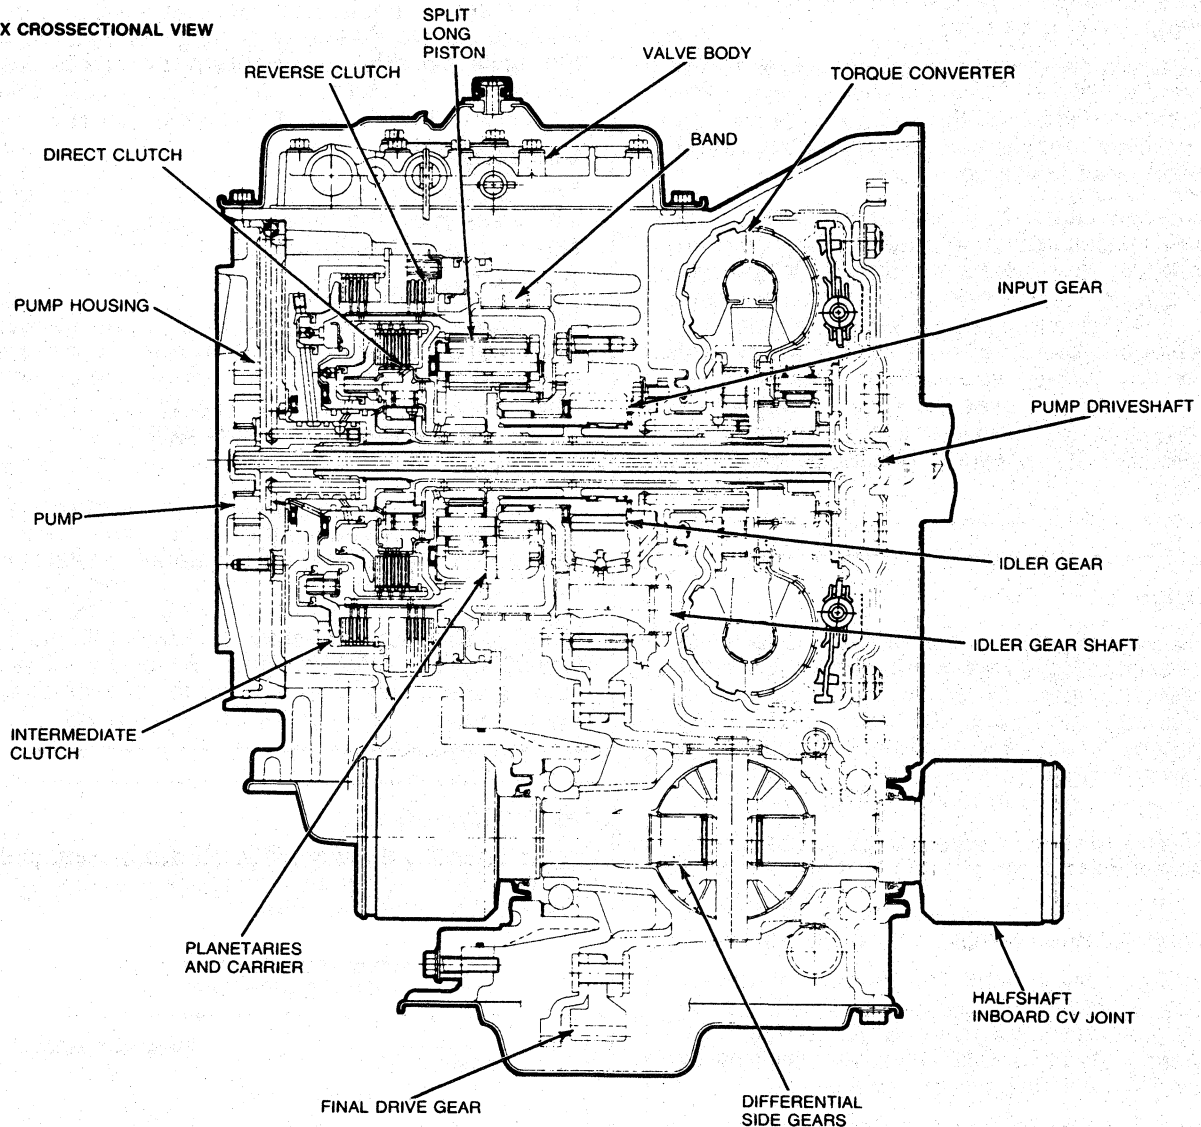 X CROSSECTIONAL VIEW
SPLIT
LONG
PISTON
VALVE BODY
REVERSE CLUTCH
TORQUE CONVERTER
BAND
DIRECT CLUTCH
INPUT GEAR
PUMP HOUSING
PUMP DRIVESHAFT
PUMP
IDLER GEAR
IDLER GEAR SHAFT
INTERMEDIATE
CLUTCH
PLANETARIES
AND CARRIER
HALFSHAFT
INBOARD CV JOINT
FINAL DRIVE GEAR
DIFFERENTIAL
SIDE GEARS